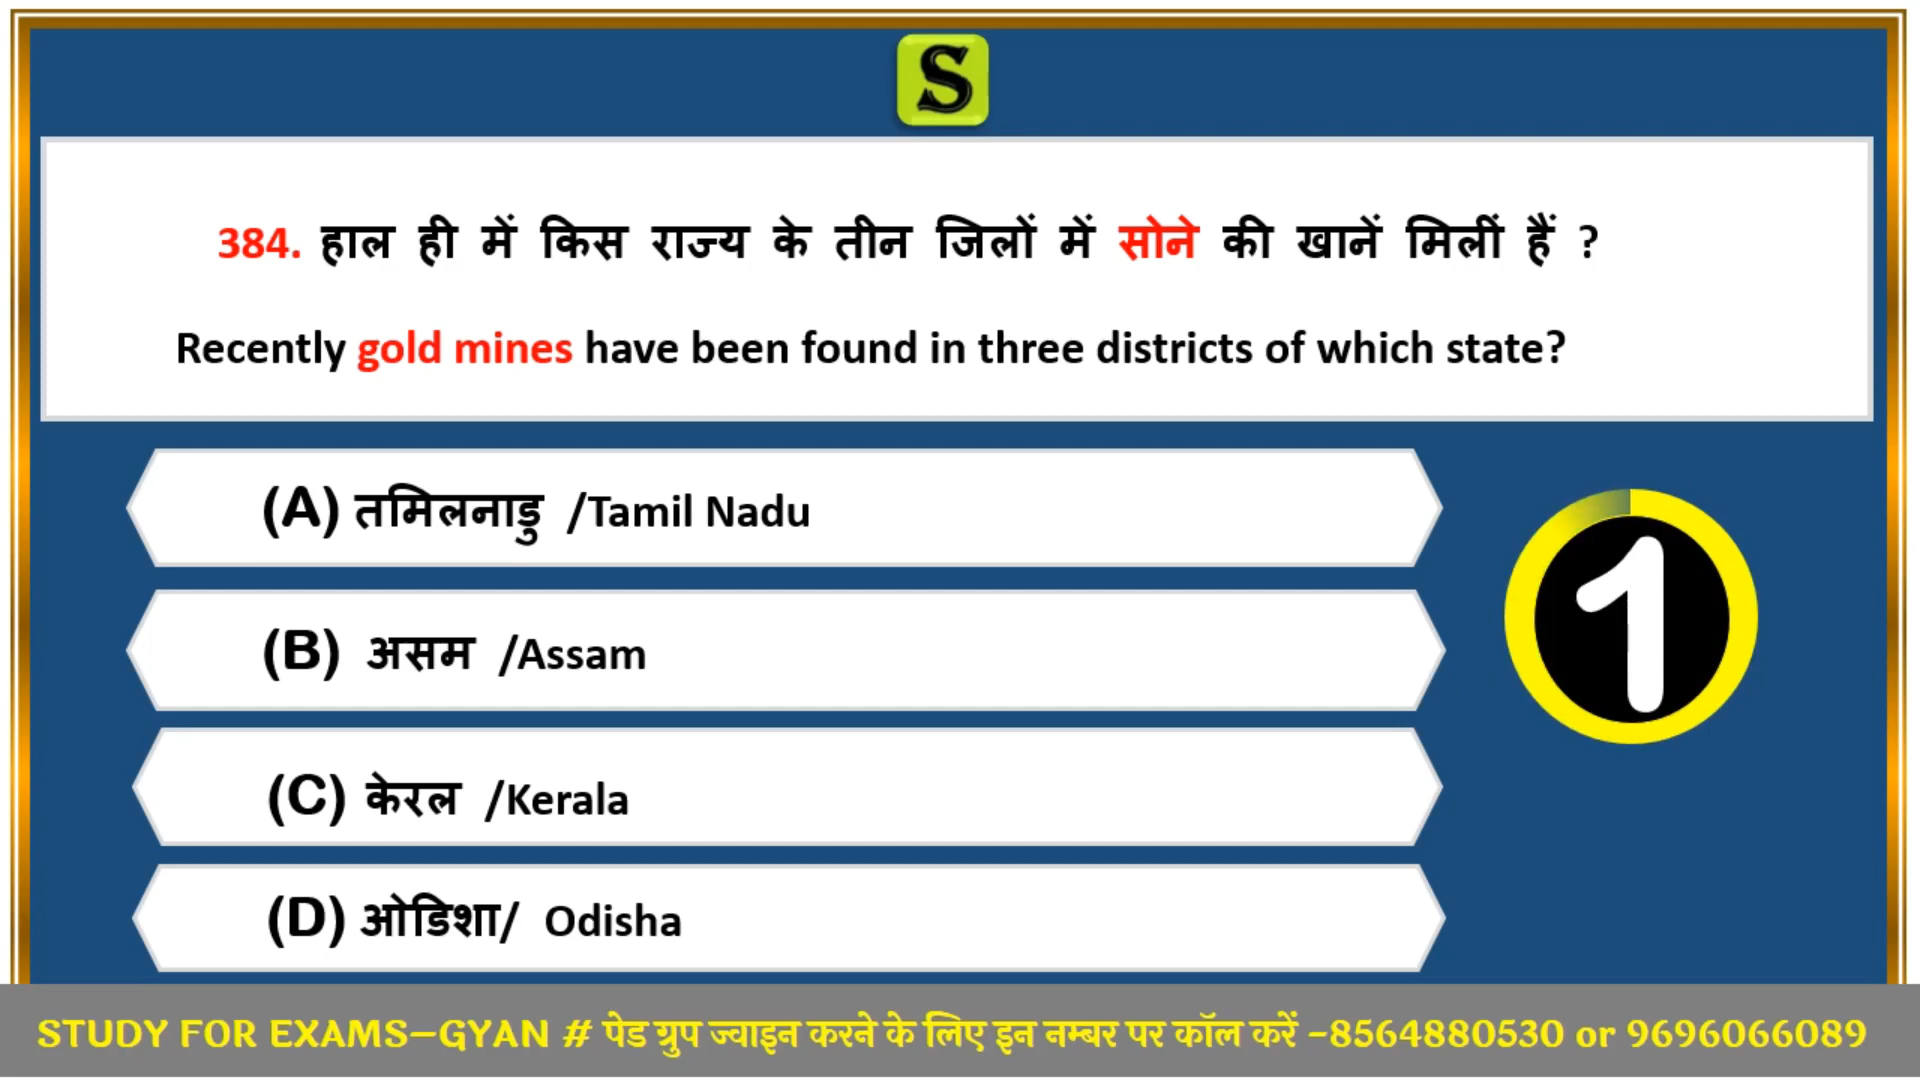 S
384. हाल ही में किस राज्य के तीन जिलों में सोने की खानें मिलीं हैं ?
Recently gold mines have been found in three districts of which state?
(A) तमिलनाडु /Tamil Nadu
(B) असम /Assam
1
(C) केरल /Kerala
(D) ओडिशा/ Odisha
STUDY FOR EXAMS–GYAN # पेड ग्रुप ज्वाइन करने के लिए इन नम्बर पर कॉल करें –8564880530 or 9696066089